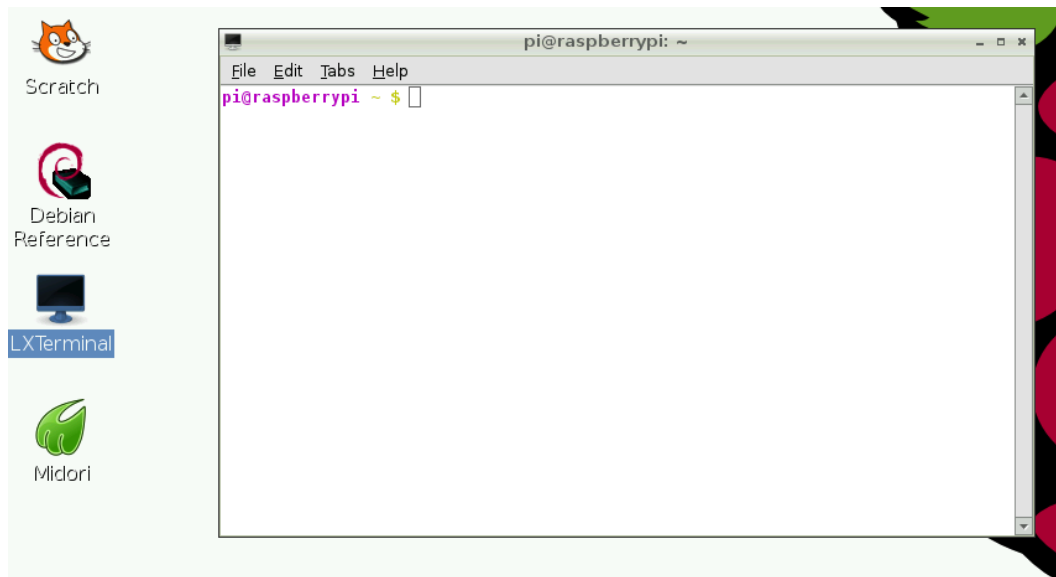 Scratch
Debian
Reference
LXTerminal
Midori
pi@raspberrypi: ~
File Edit Tabs Help
pi@raspberrypi ~ $